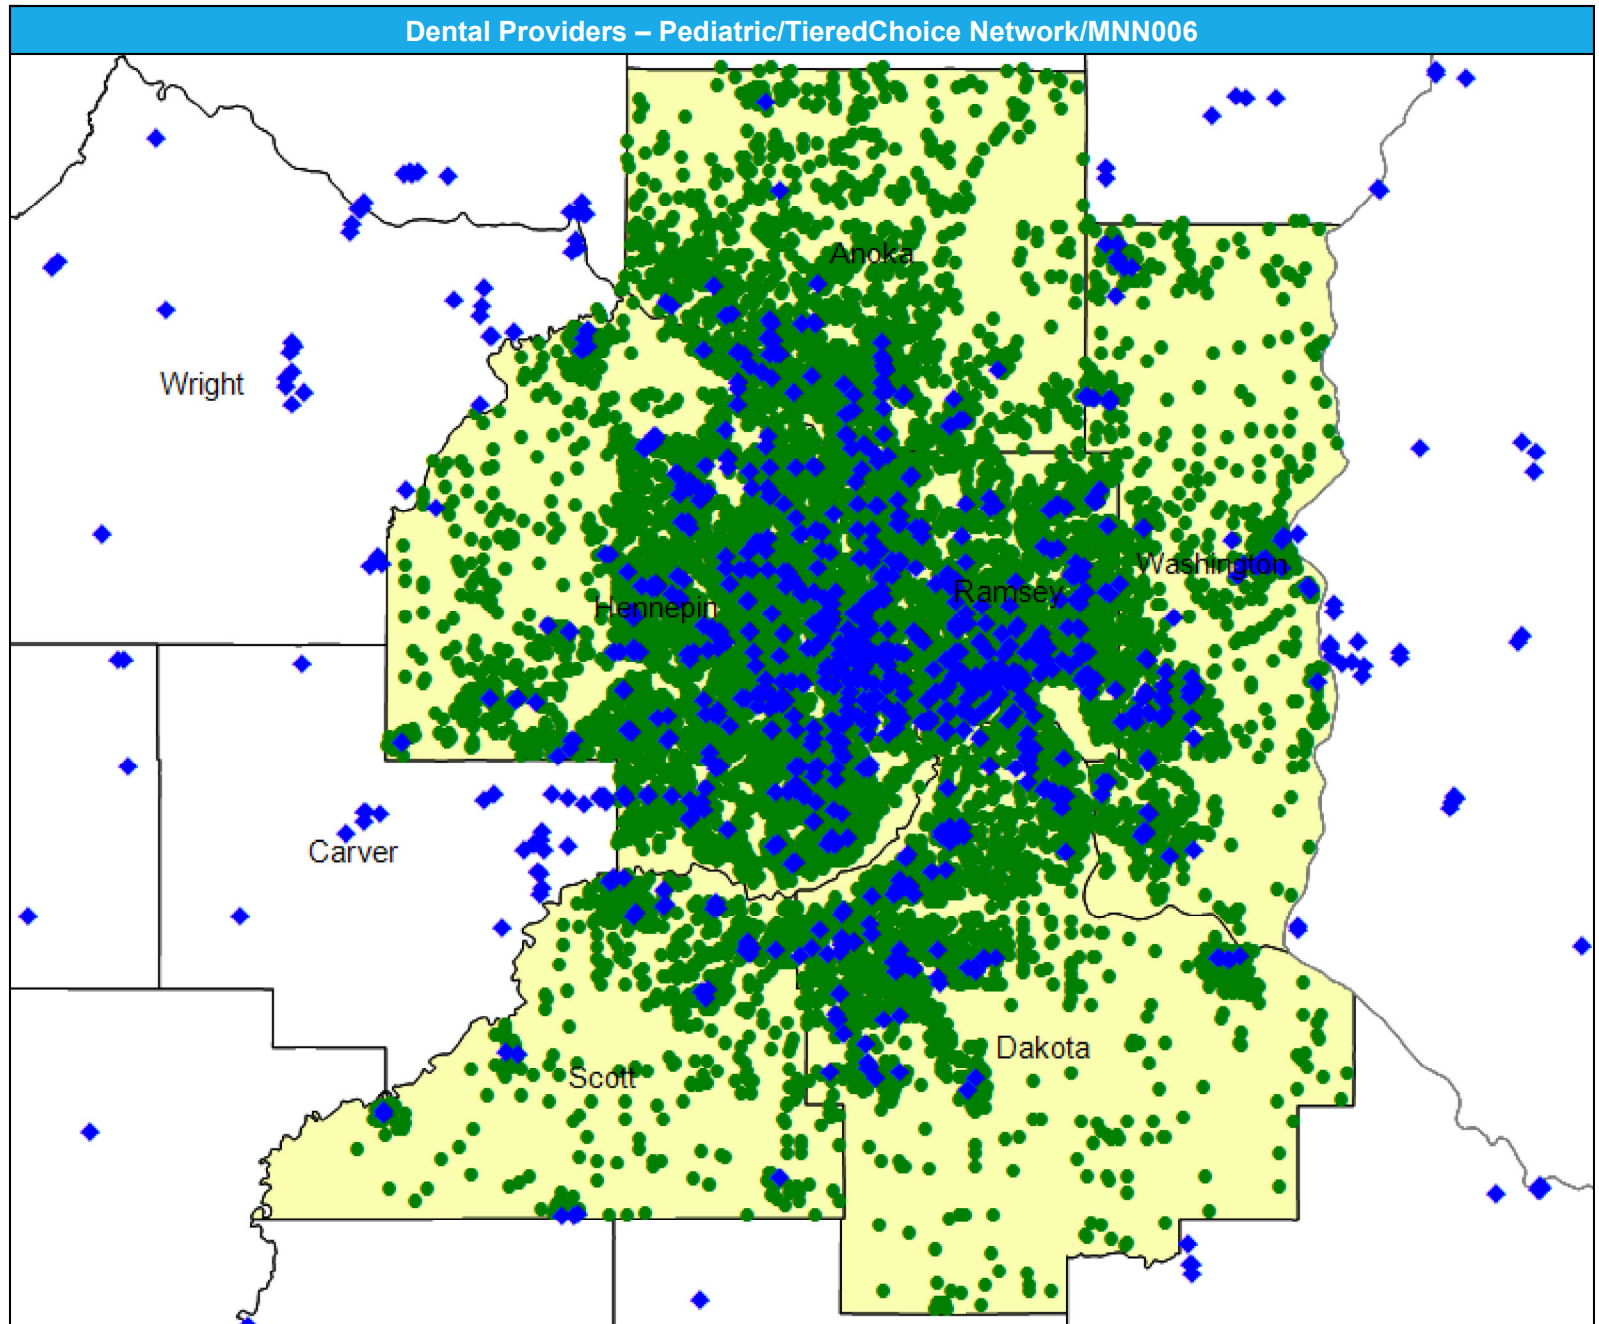 Dental Providers – Pediatric/TieredChoice Network/MNN006
Anoka
Wright
Washington
Ramsey
Hennepin
Carver
Dakota
Scott